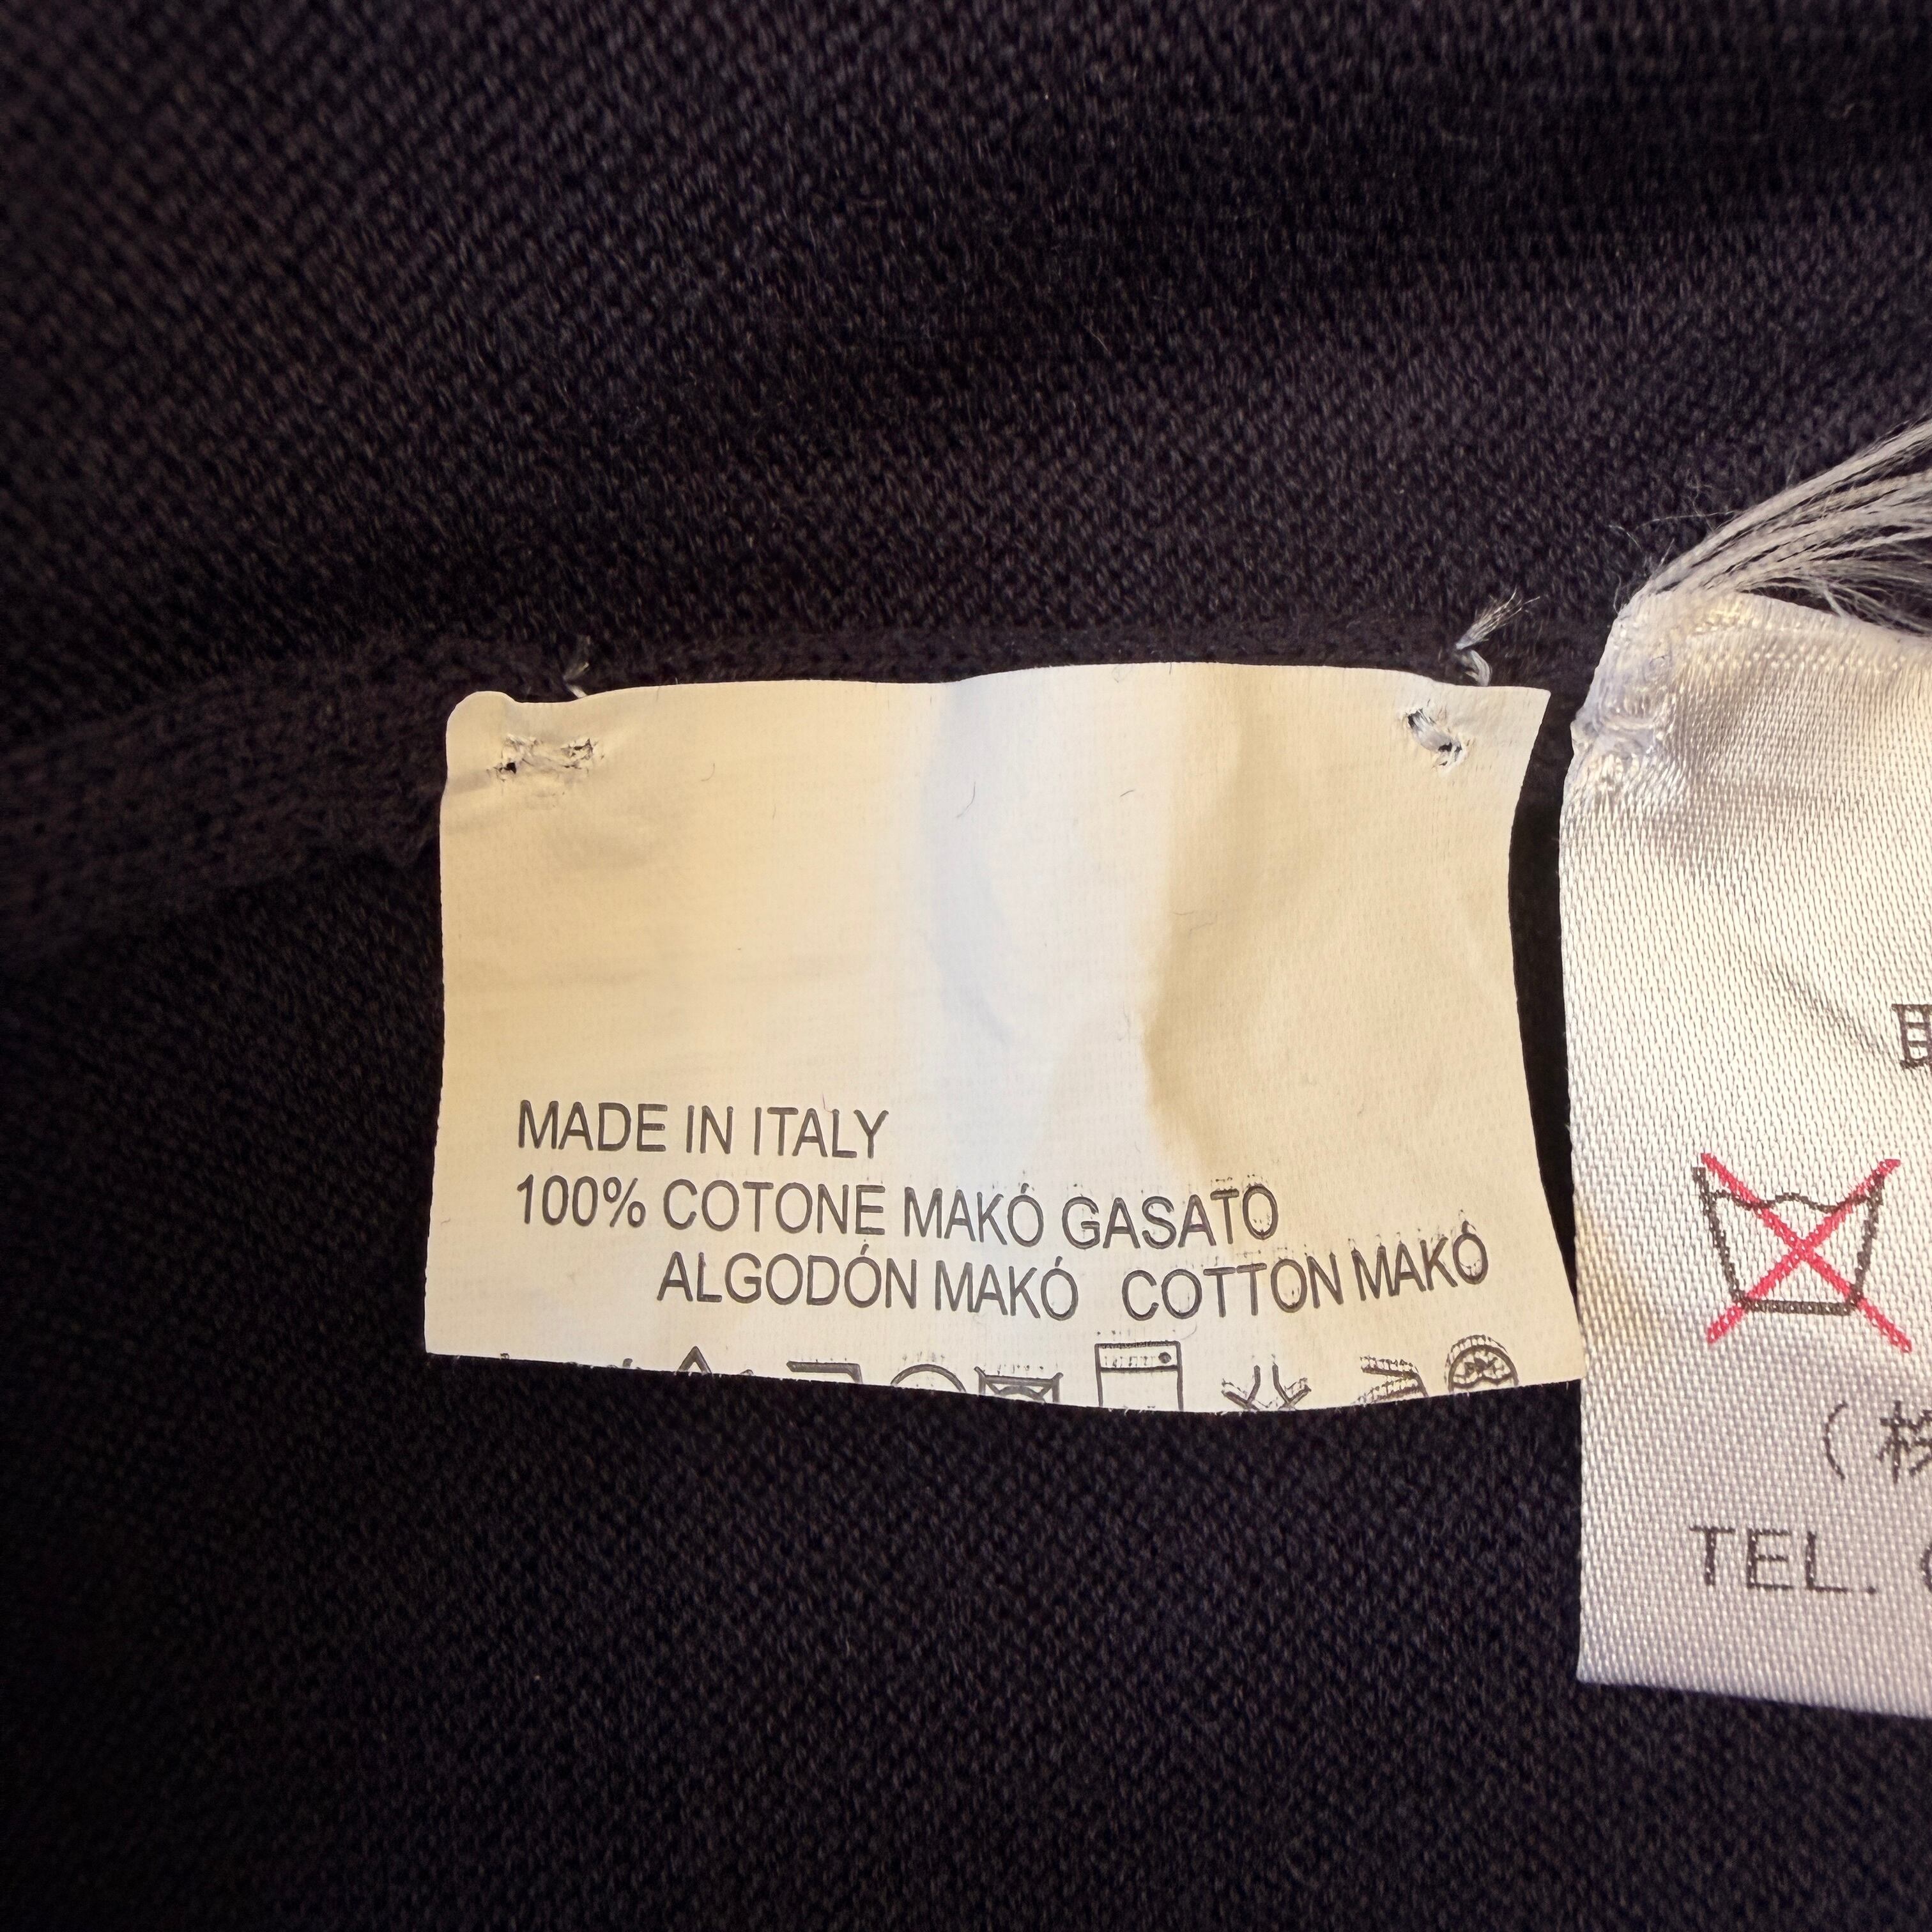 MADE IN ITALY
100% COTONE MAKÓ GASATO
ALGODÓN MAKÓ COTTON MAKÓ
TEL.